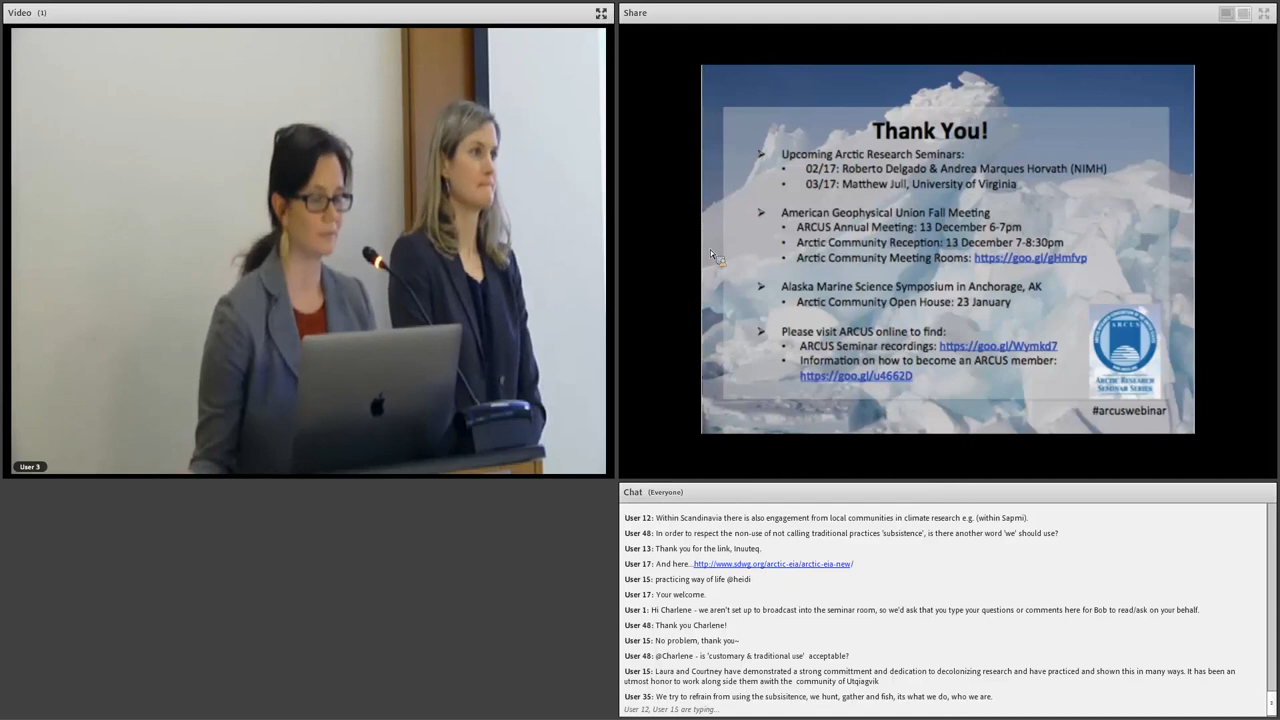 Video (1)
User 3
Share
Thank You!
Upcoming Arctic Research Seminars:
02/17: Roberto Delgado & Andrea Marques Horvath (NIMH)
03/17: Matthew Jull, University of Virginia
American Geophysical Union Fall Meeting
ARCUS Annual Meeting: 13 December 6-7pm
Arctic Community Reception: 13 December 7-8:30pm
Arctic Community Meeting Rooms: https://goo.gl/gHmfvp
Alaska Marine Science Symposium in Anchorage, AK
Arctic Community Open House: 23 January
Please visit ARCUS online to find:
ARCUS Seminar recordings: https://goo.gl/Wymkd7
Information on how to become an ARCUS member:
https://goo.gl/u4662D
ARCUS
ARCTIC RESEARCH
SEMINAR SERIES
#arcuswebinar
Chat (Everyone)
User 12: Within Scandinavia there is also engagement from local communities in climate research e.g. (within Sapmi).
User 48: In order to respect the non-use of not calling traditional practices 'subsistence', is there another word 'we' should use?
User 13: Thank you for the link, Inuuteq.
User 17: And here...http://www.sdwg.org/arctic-eia/arctic-eia-new/
User 15: practicing way of life @heidi
User 17: Your welcome.
User 1: Hi Charlene - we aren't set up to broadcast into the seminar room, so we'd ask that you type your questions or comments here for Bob to read/ask on your behalf.
User 48: Thank you Charlene!
User 15: No problem, thank you~
User 48: @Charlene - is 'customary & traditional use' acceptable?
User 15: Laura and Courtney have demonstrated a strong committment and dedication to decolonizing research and have practiced and shown this in many ways. It has been an
utmost honor to work along side them awith the community of Utqiagvik
User 35: We try to refrain from using the subsisitence, we hunt, gather and fish, its what we do, who we are.
User 12, User 15 are typing...